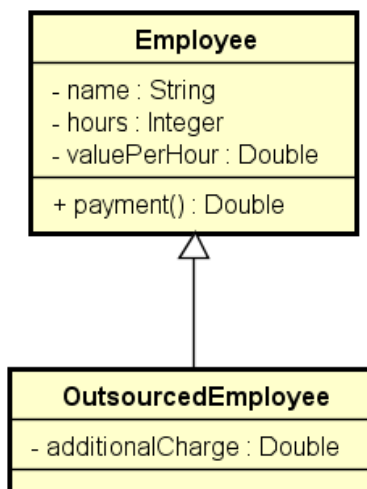 Employee
- name : String
- hours : Integer
- valuePerHour : Double
+ payment() : Double
OutsourcedEmployee
- additionalCharge : Double